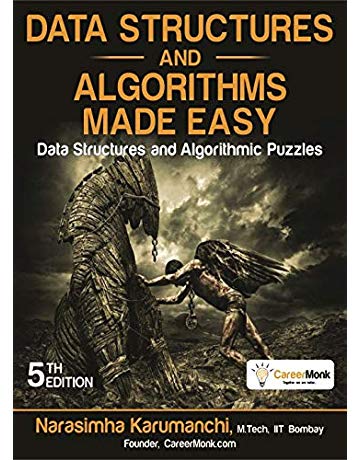 DATA STRUCTURES
AND
ALGORITHMS
MADE EASY
Data Structures and Algorithmic Puzzles
5TH
EDITION
CareerMonk
Narasimha Karumanchi, M.Tech, IIT Bombay
Founder, CareerMonk.com